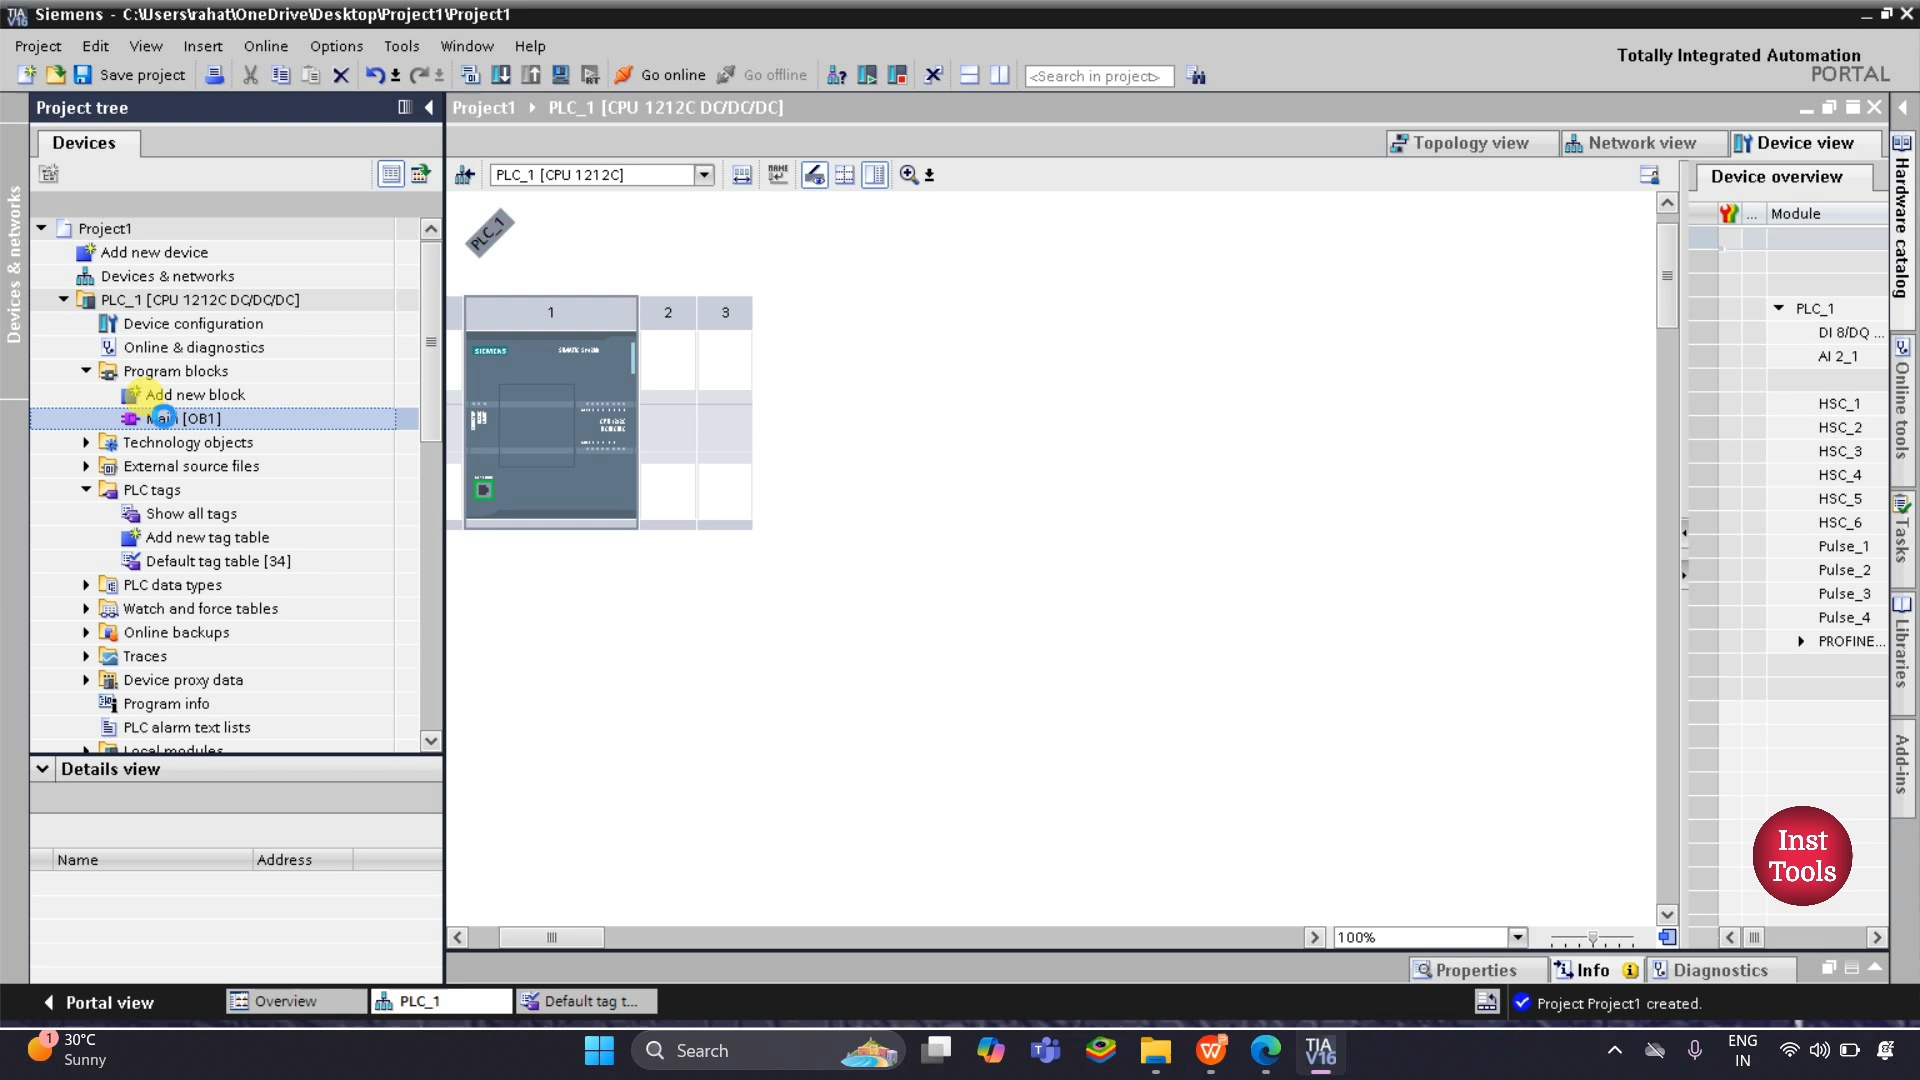 Siemens - C:\Users\rahat\OneDrive\Desktop\Project1\Project1
Project Edit View Insert Online Options Tools Window Help
Totally Integrated Automation
PORTAL
Save project
Go online
Go offline
<Search in project>
Project tree
Project1 PLC_1 [CPU 1212C DC/DC/DC]
Devices
Topology view
Network view
Device view
PLC_1 [CPU 1212C]
Device overview
... Module
Devices & networks
Project1
Add new device
Devices & networks
PLC_1 [CPU 1212C DC/DC/DC]
Device configuration
Online & diagnostics
Program blocks
Add new block
Main [OB1]
Technology objects
External source files
PLC tags
Show all tags
Add new tag table
Default tag table [34]
PLC data types
Watch and force tables
Online backups
Traces
Device proxy data
Program info
PLC alarm text lists
Local modules
PLC_1
1 2 3
SIEMENS
PLC_1
DI 8/DQ ...
AI 2_1
HSC_1
HSC_2
HSC_3
HSC_4
HSC_5
HSC_6
Pulse_1
Pulse_2
Pulse_3
Pulse_4
PROFINE...
Hardware catalog
Online tools
Tasks
Libraries
Add-ins
Details view
Name Address
Inst
Tools
100%
Properties
Info
Diagnostics
Portal view
Overview
PLC_1
Default tag t...
Project Project1 created.
1
30°C
Sunny
Search
TIA
V16
ENG
IN